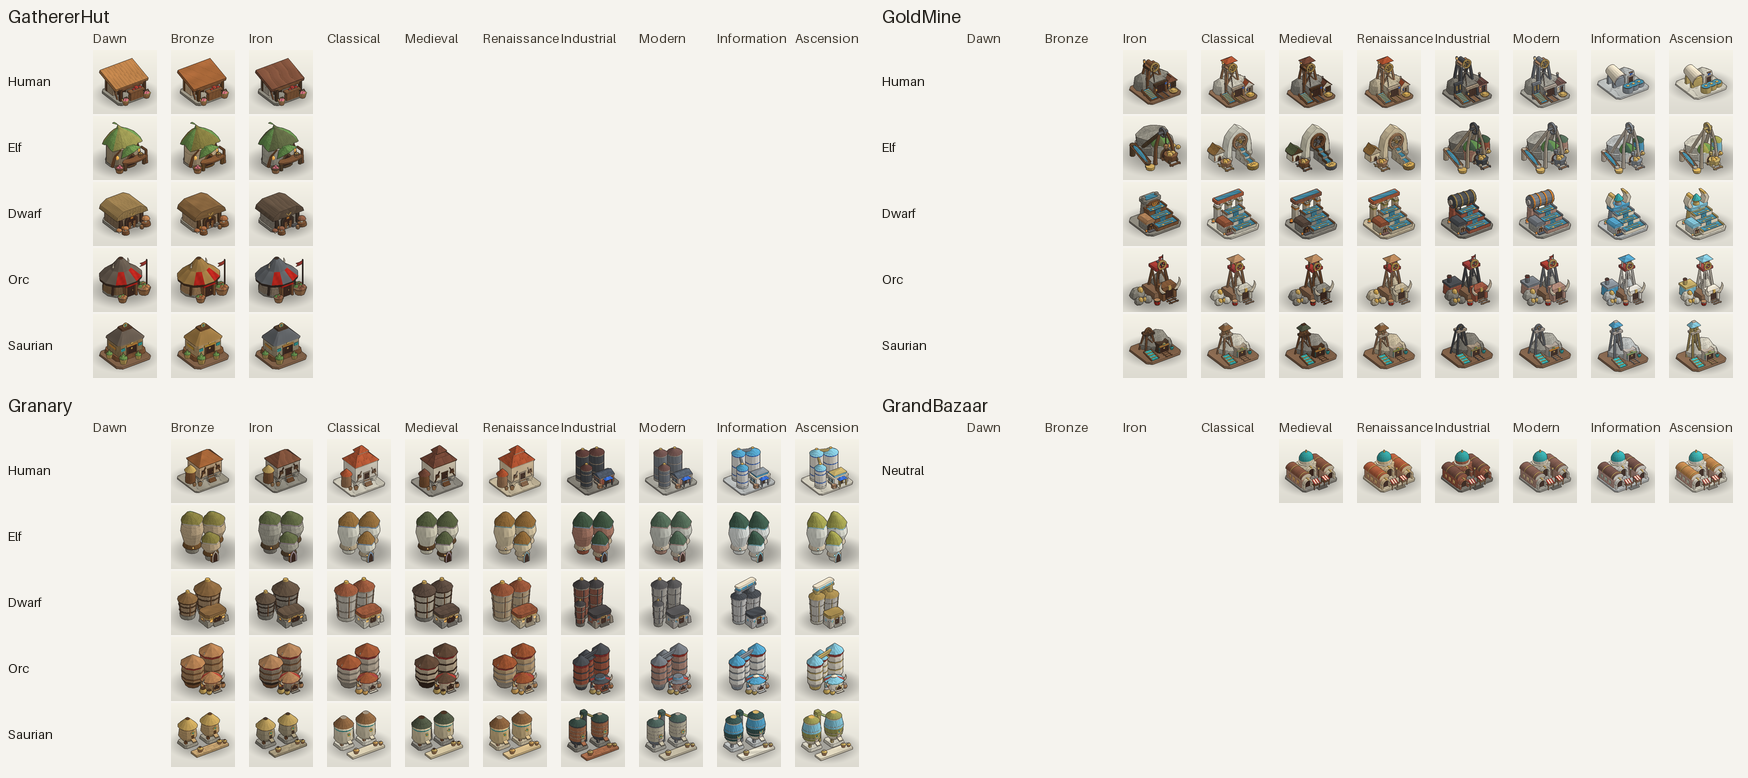 GathererHut
Dawn Bronze Iron Classical Medieval Renaissance Industrial Modern Information Ascension
Human
Elf
Dwarf
Orc
Saurian
GoldMine
Dawn Bronze Iron Classical Medieval Renaissance Industrial Modern Information Ascension
Human
Elf
Dwarf
Orc
Saurian
Granary
Dawn Bronze Iron Classical Medieval Renaissance Industrial Modern Information Ascension
Human
Elf
Dwarf
Orc
Saurian
GrandBazaar
Dawn Bronze Iron Classical Medieval Renaissance Industrial Modern Information Ascension
Neutral